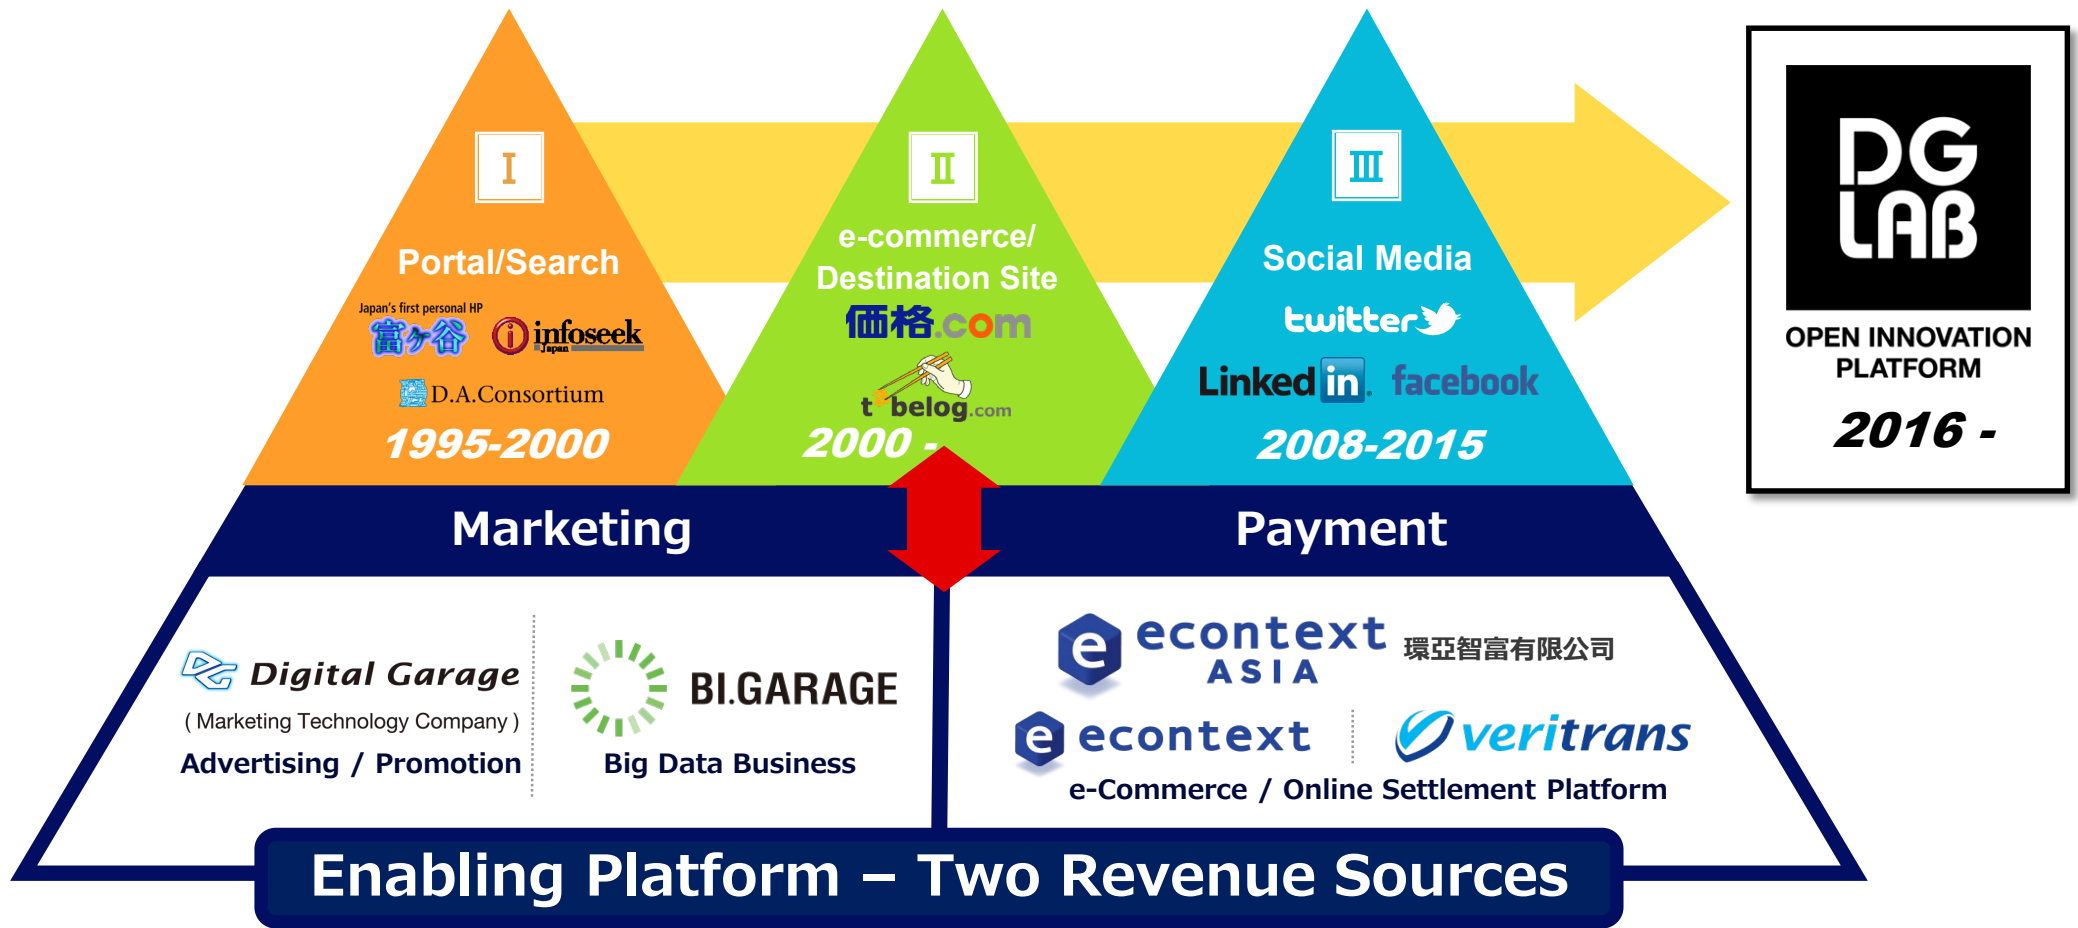 I
Portal/Search
Japan's first personal HP
富ヶ谷
infoseek
Japan
D.A.Consortium
1995-2000
II
e-commerce/
Destination Site
価格.com
tabelog.com
2000 -
III
Social Media
twitter
Linked in. facebook
2008-2015
DG
LAB
OPEN INNOVATION
PLATFORM
2016 -
Marketing
Payment
DG Digital Garage
( Marketing Technology Company )
Advertising / Promotion
BI.GARAGE
Big Data Business
e econtext
ASIA
環亞智富有限公司
e econtext
veritrans
e-Commerce / Online Settlement Platform
Enabling Platform – Two Revenue Sources